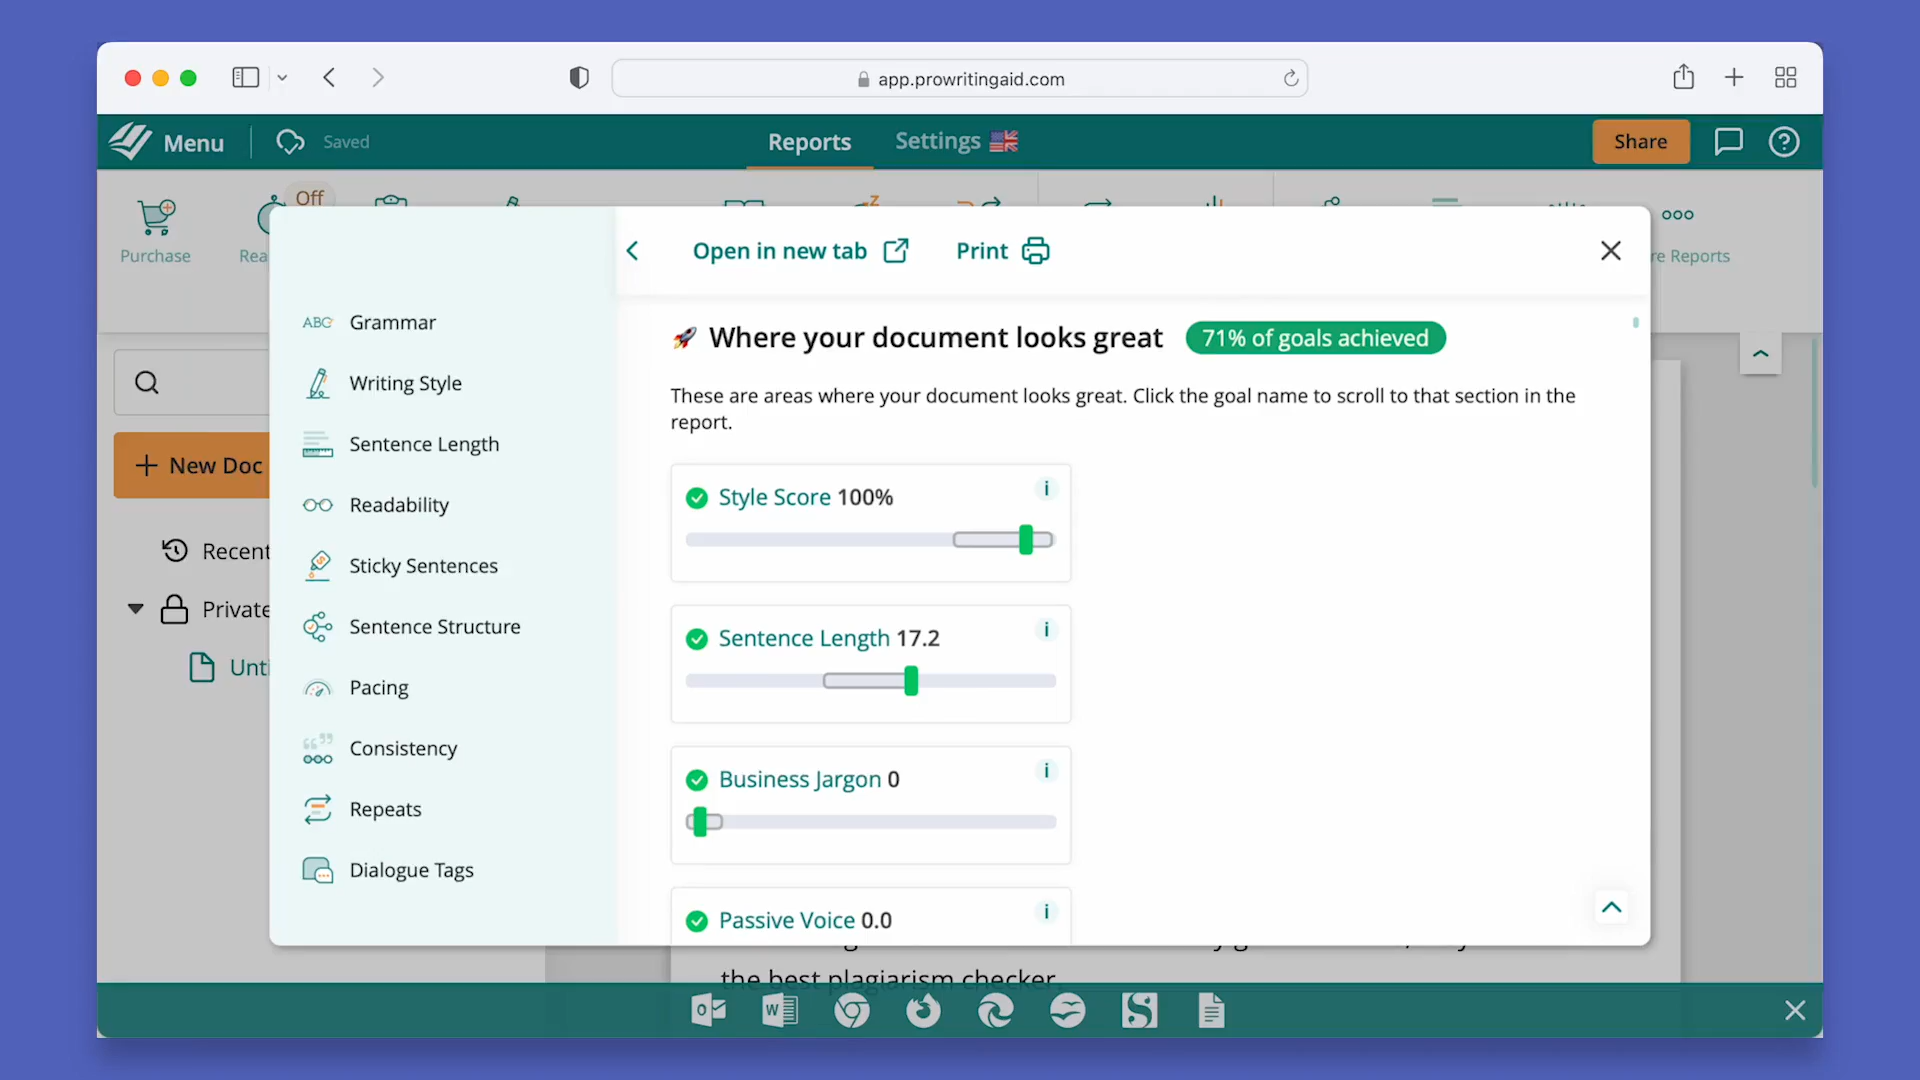 app.prowritingaid.com
Menu
Saved
Reports
Settings
Share
Off
Purchase
Rea
re Reports
Open in new tab
Print
Grammar
Writing Style
Sentence Length
Readability
Sticky Sentences
Sentence Structure
Pacing
Consistency
Repeats
Dialogue Tags
New Doc
Recent
Private
Unti
Where your document looks great
71% of goals achieved
These are areas where your document looks great. Click the goal name to scroll to that section in the
report.
Style Score 100%
Sentence Length 17.2
Business Jargon 0
Passive Voice 0.0
the best plagiarism checker.